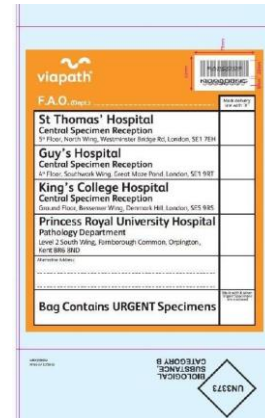 viapath
F.A.O. (Dept.)
St Thomas' Hospital
Central Specimen Reception
5th Floor, North Wing, Westminster Bridge Rd, London, SE1 7EH
Guy's Hospital
Central Specimen Reception
4th Floor, Southwark Wing, Great Maze Pond, London, SE1 9RT
King's College Hospital
Central Specimen Reception
Ground Floor, Bessemer Wing, Denmark Hill, London, SE5 9RS
Princess Royal University Hospital
Pathology Department
Level 2 South Wing, Farnborough Common, Orpington,
Kent BR6 8ND
Alternative Address:
Bag Contains URGENT Specimens
BIOLOGICAL
SUBSTANCE
CATEGORY B
UN3373